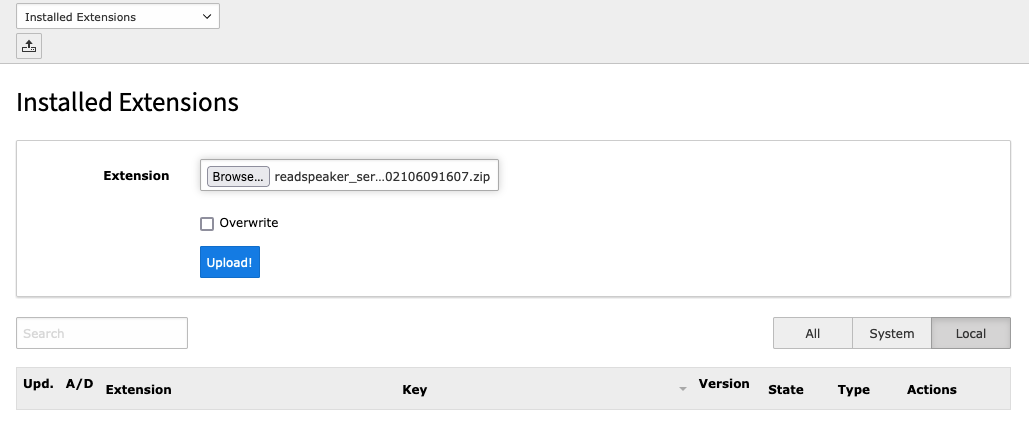 Installed Extensions
Installed Extensions
Extension Browse... readspeaker_ser...02106091607.zip
Overwrite
Upload!
Search All System Local
Upd. A/D Extension Key Version State Type Actions